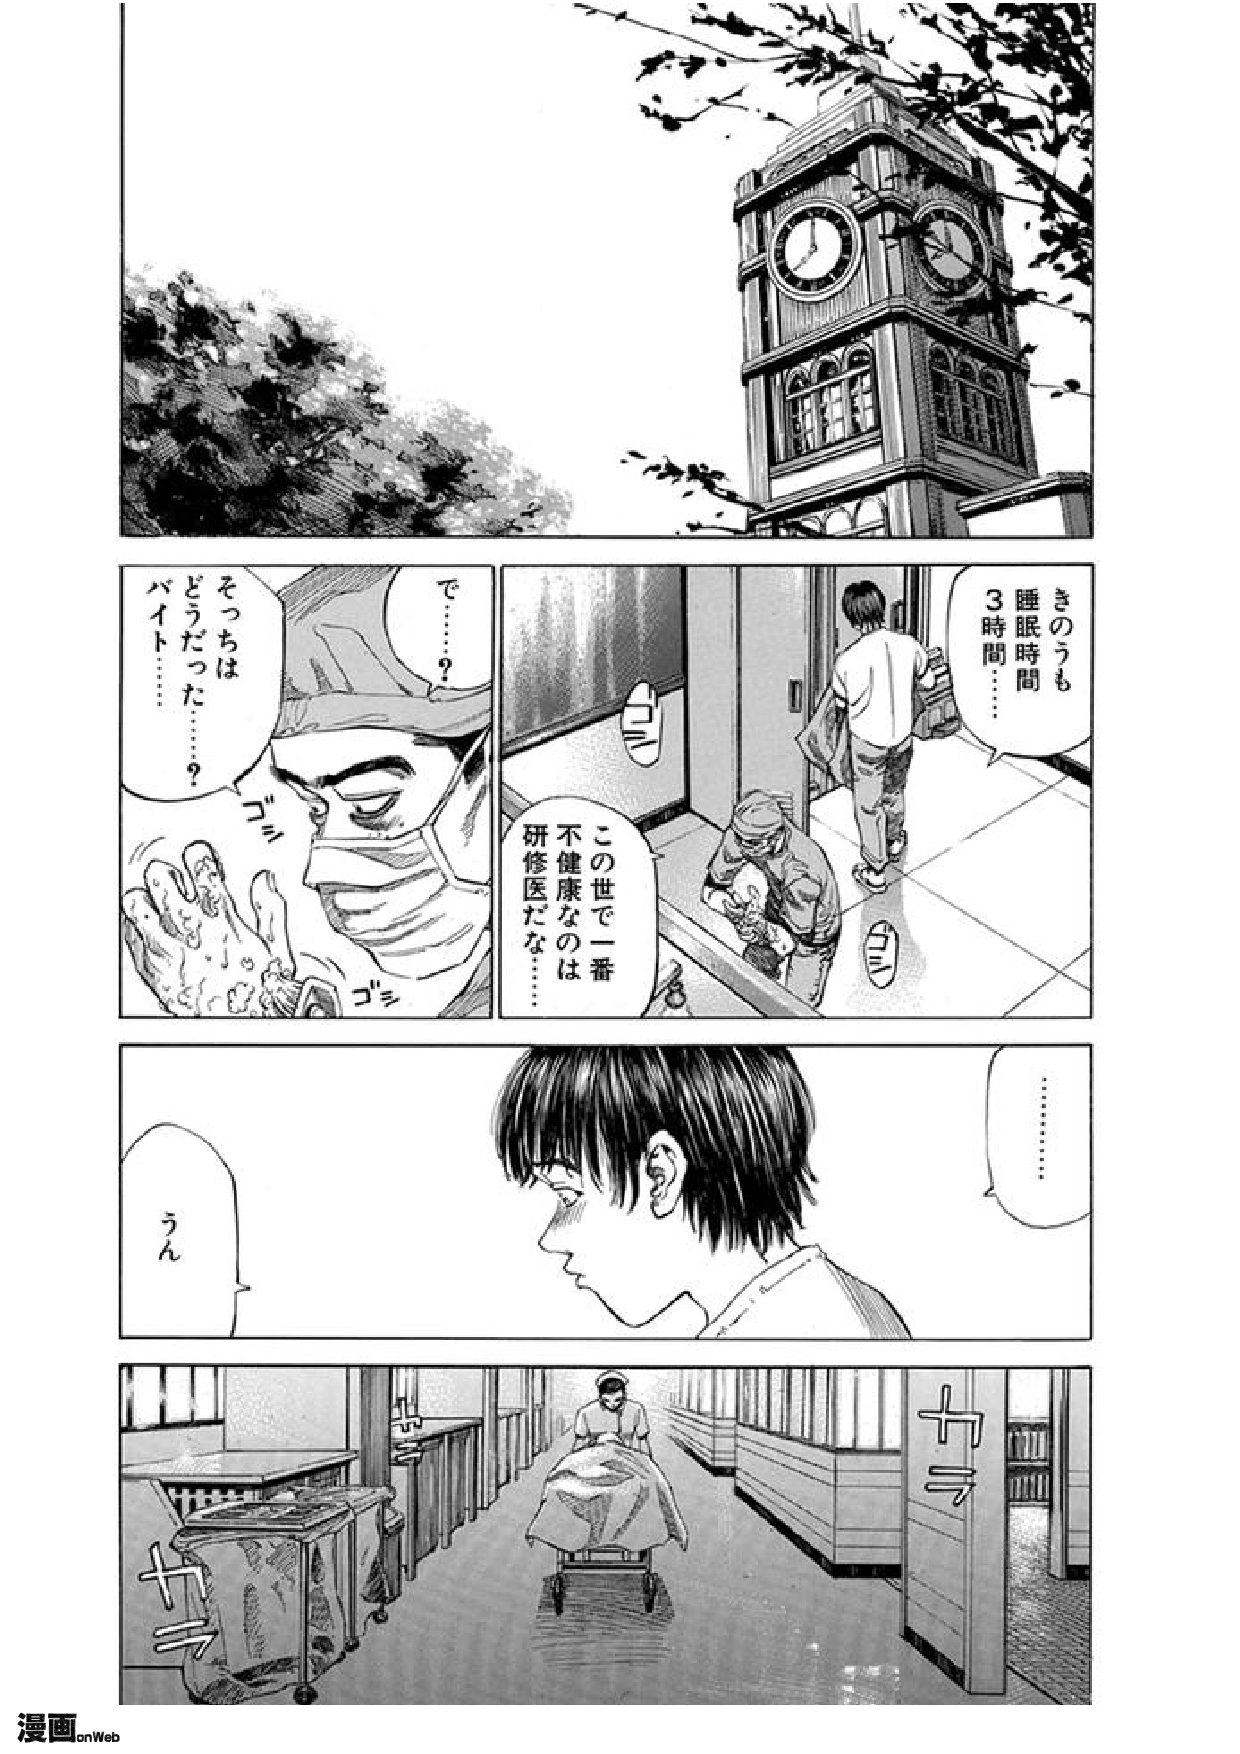 きのうも
睡眠時間
3時間……
ゴシ
ゴシ
この世で一番
不健康なのは
研修医だな……
で……?
そっちは
どうだった……?
バイト……
ゴシ
ゴシ
………
うん
カラ
カラ
カラ
漫画onWeb